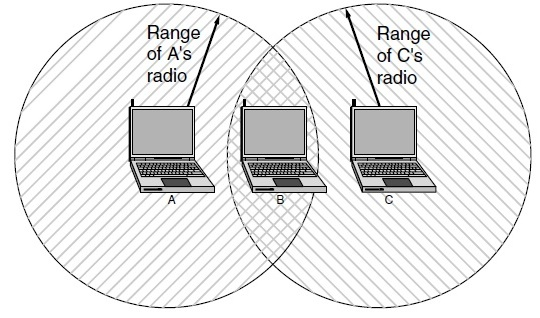 Range
of A's
radio
Range
of C's
radio
A
B
C